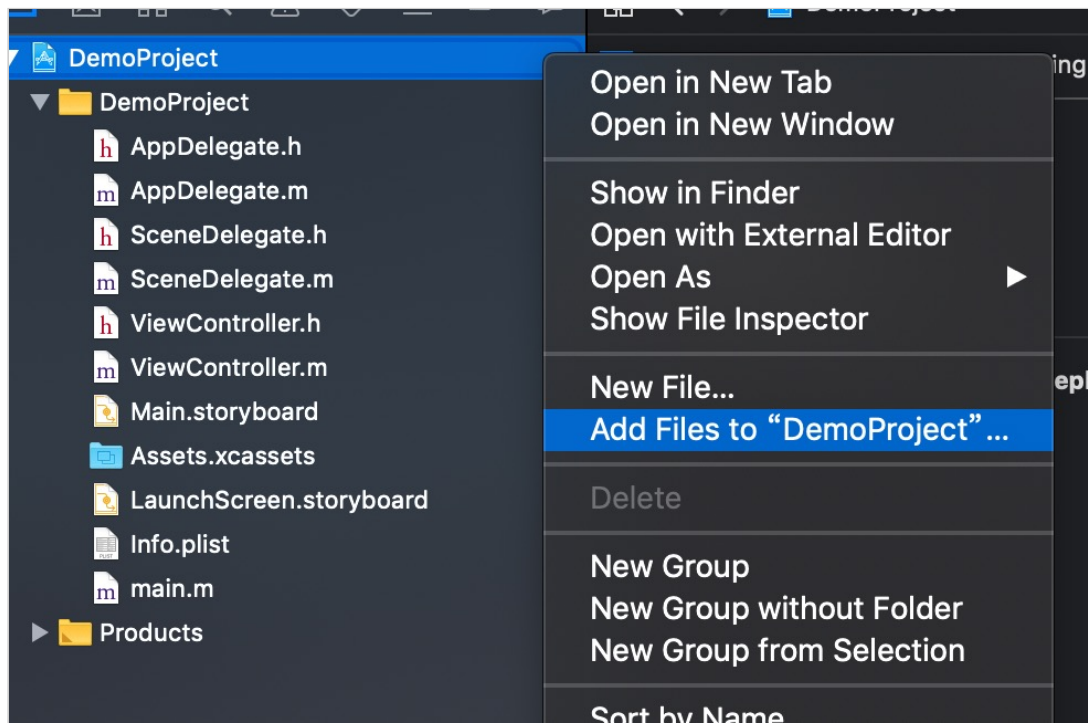 DemoProject
DemoProject
AppDelegate.h
AppDelegate.m
SceneDelegate.h
SceneDelegate.m
ViewController.h
ViewController.m
Main.storyboard
Assets.xcassets
LaunchScreen.storyboard
Info.plist
main.m
Products
DemoProject
ing
Open in New Tab
Open in New Window
Show in Finder
Open with External Editor
Open As
Show File Inspector
New File...
Add Files to “DemoProject”...
Delete
New Group
New Group without Folder
New Group from Selection
Sort by Name